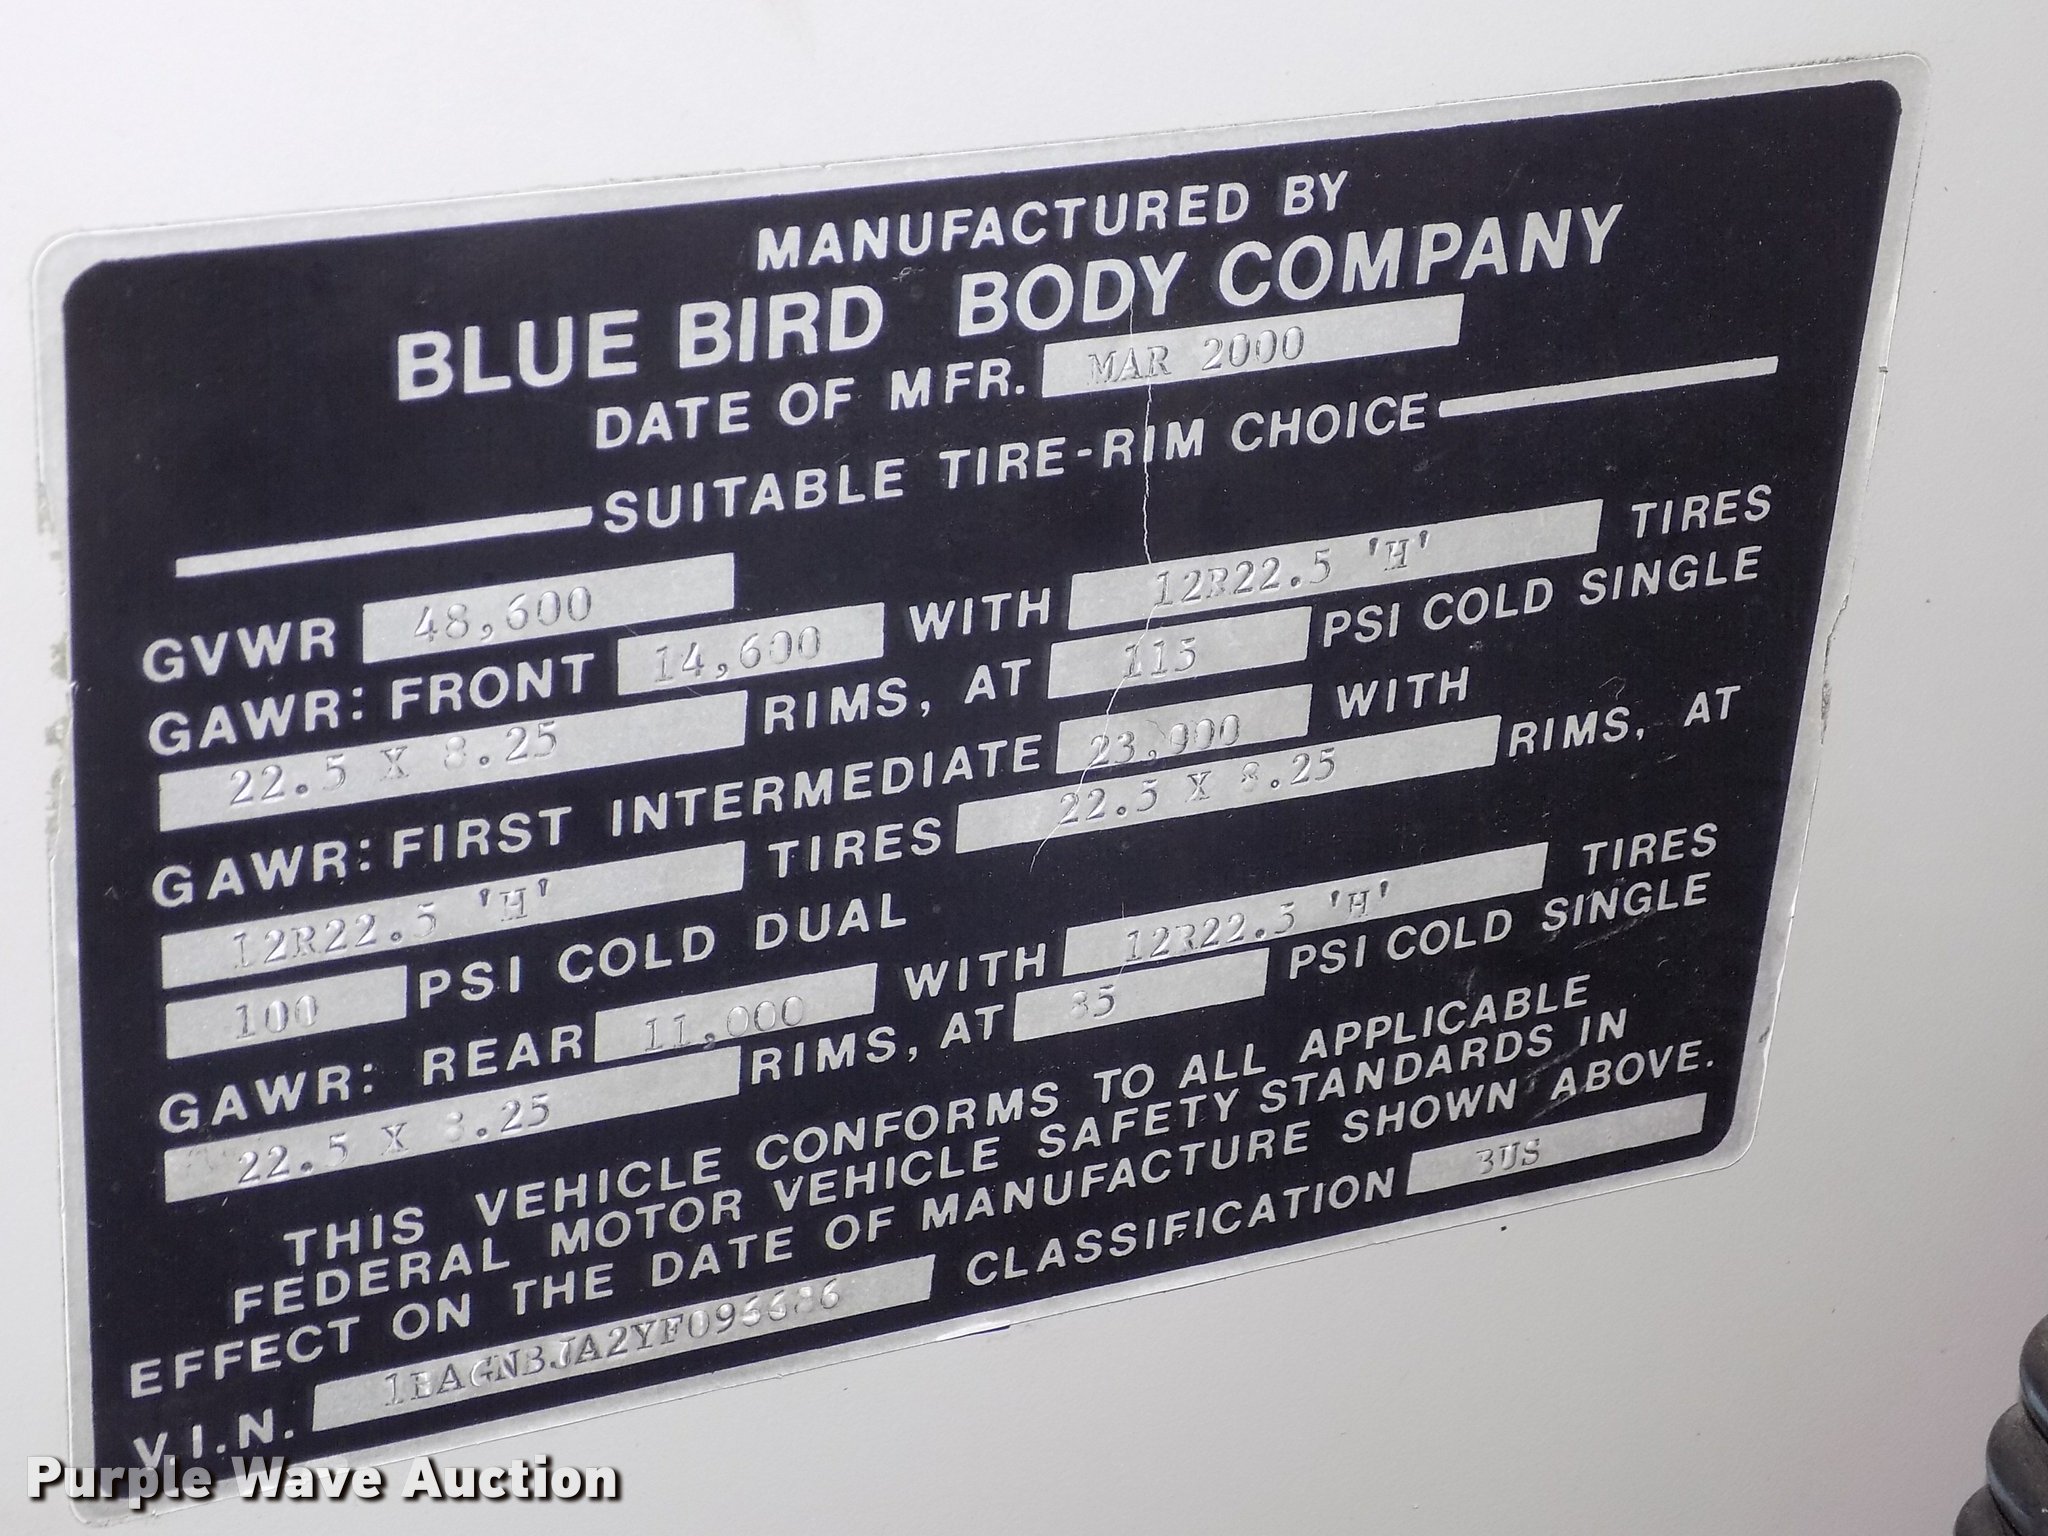 MANUFACTURED BY
BLUE BIRD BODY COMPANY
DATE OF MFR. MAR 2000
SUITABLE TIRE-RIM CHOICE
GVWR 48,600
GAWR: FRONT 14,600 WITH 12R22.5 'H' TIRES
22.5 X 8.25 RIMS, AT 115 PSI COLD SINGLE
GAWR: FIRST INTERMEDIATE 23,000 WITH
12R22.5 'H' TIRES 22.5 X 8.25 RIMS, AT
100 PSI COLD DUAL
GAWR: REAR 11,000 WITH 12R22.5 'H' TIRES
22.5 X 8.25 RIMS, AT 85 PSI COLD SINGLE
THIS VEHICLE CONFORMS TO ALL APPLICABLE
FEDERAL MOTOR VEHICLE SAFETY STANDARDS IN
EFFECT ON THE DATE OF MANUFACTURE SHOWN ABOVE.
V.I.N. 1BAGNBJA2YF096686 CLASSIFICATION BUS
Purple Wave Auction